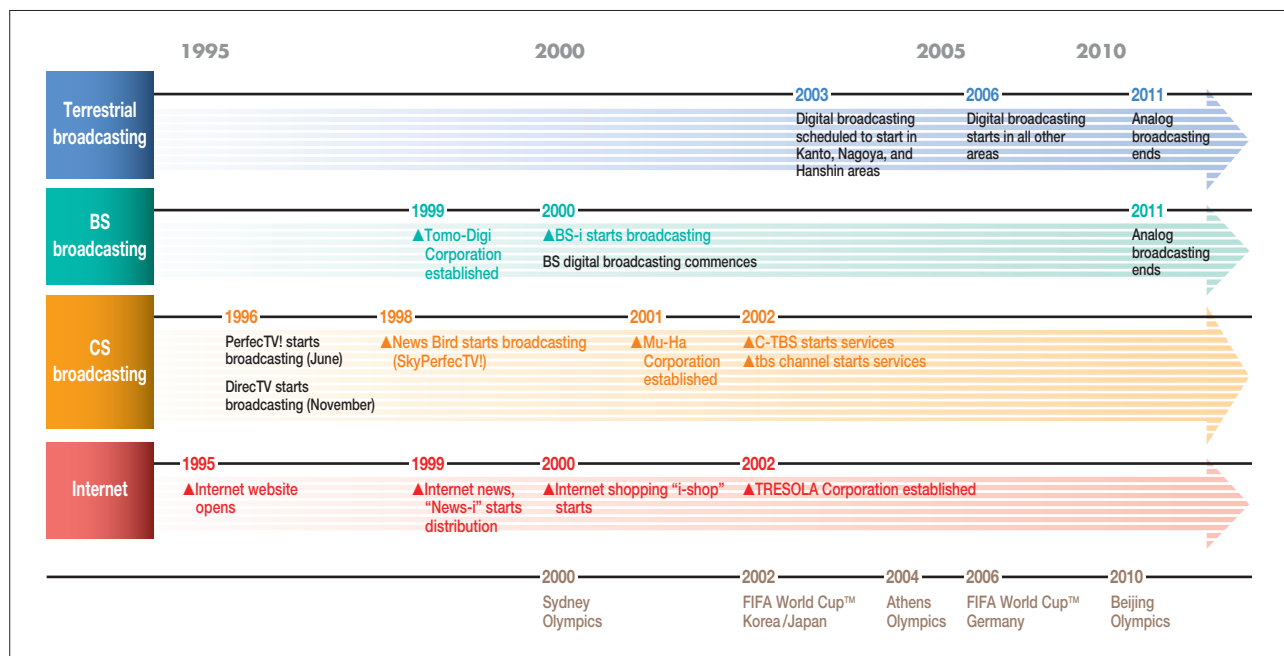 1995 2000 2005 2010
Terrestrial
broadcasting
2003
Digital broadcasting
scheduled to start in
Kanto, Nagoya, and
Hanshin areas
2006
Digital broadcasting
starts in all other
areas
2011
Analog
broadcasting
ends
BS
broadcasting
1999
▲Tomo-Digi
Corporation
established
2000
▲BS-i starts broadcasting
BS digital broadcasting commences
2011
Analog
broadcasting
ends
CS
broadcasting
1996
PerfecTV! starts
broadcasting (June)
DirecTV starts
broadcasting (November)
1998
▲News Bird starts broadcasting
(SkyPerfecTV!)
2001
▲Mu-Ha
Corporation
established
2002
▲C-TBS starts services
▲tbs channel starts services
Internet
1995
▲Internet website
opens
1999
▲Internet news,
“News-i” starts
distribution
2000
▲Internet shopping “i-shop”
starts
2002
▲TRESOLA Corporation established
2000
Sydney
Olympics
2002
FIFA World Cup™
Korea/Japan
2004
Athens
Olympics
2006
FIFA World Cup™
Germany
2010
Beijing
Olympics